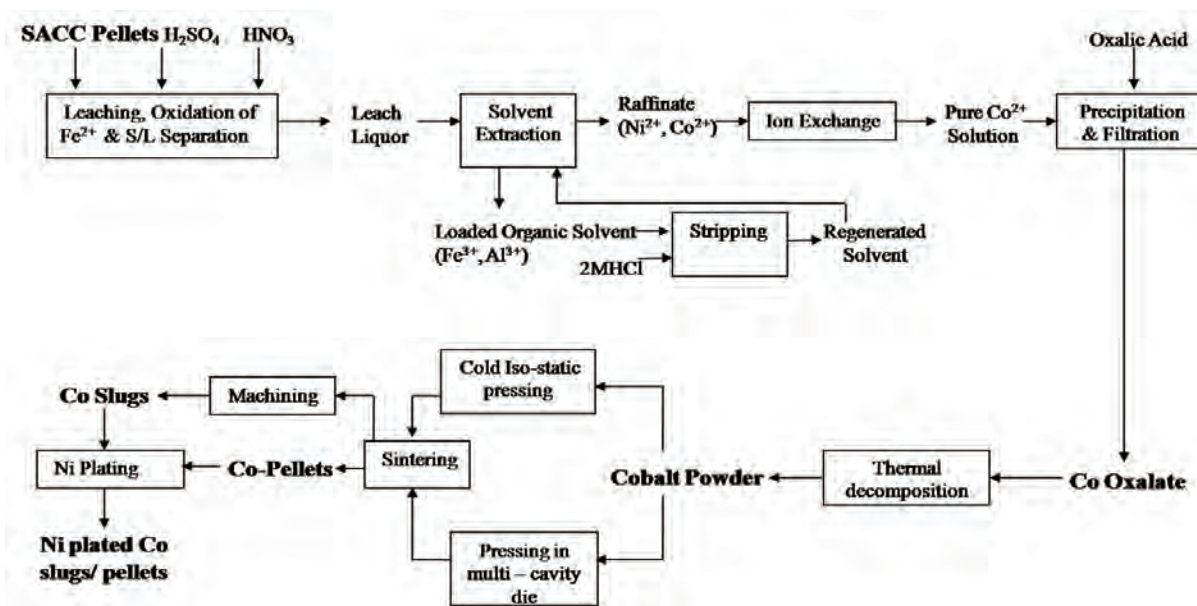 SACC Pellets H₂SO₄ HNO₃
Leaching, Oxidation of
Fe²⁺ & S/L Separation
Leach
Liquor
Solvent
Extraction
Raffinate
(Ni²⁺, Co²⁺)
Ion Exchange
Pure Co²⁺
Solution
Oxalic Acid
Precipitation
& Filtration
Loaded Organic Solvent
(Fe³⁺,Al³⁺)
2MHCl
Stripping
Regenerated
Solvent
Co Slugs
Machining
Cold Iso-static
pressing
Ni Plating
Co-Pellets
Sintering
Cobalt Powder
Thermal
decomposition
Co Oxalate
Ni plated Co
slugs/ pellets
Pressing in
multi – cavity
die